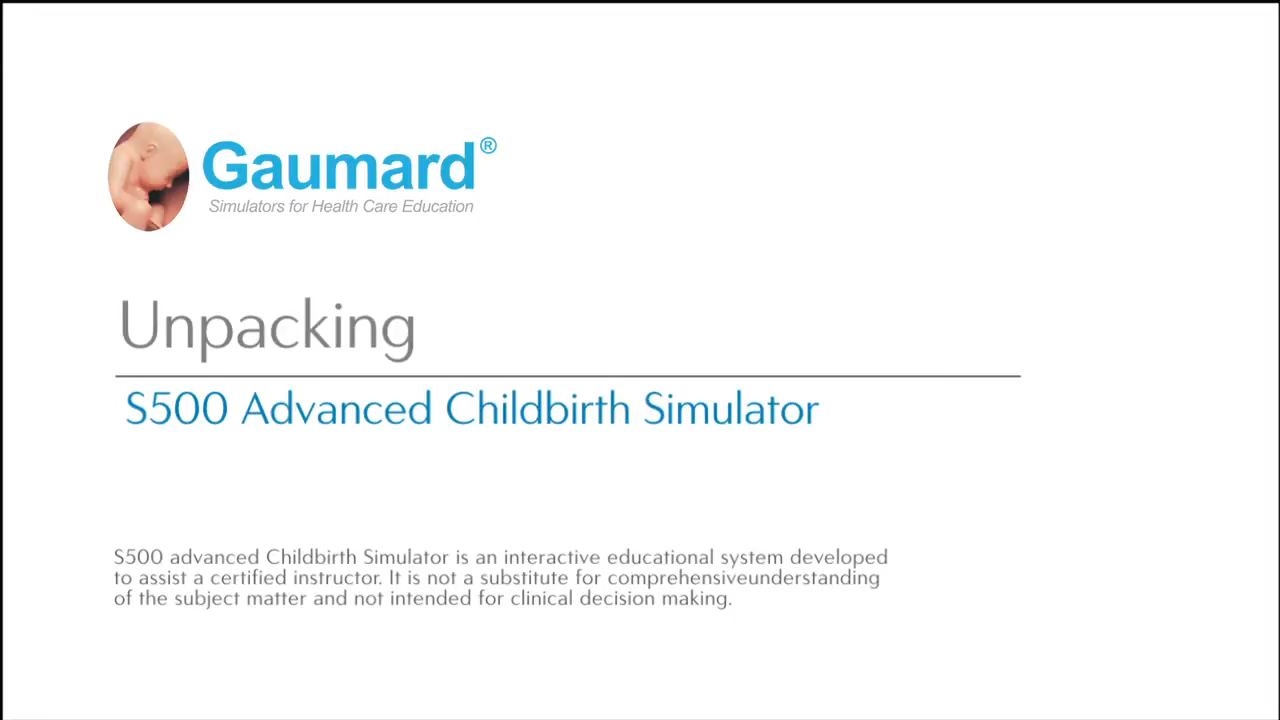 Gaumard®
Simulators for Health Care Education
Unpacking
S500 Advanced Childbirth Simulator
S500 advanced Childbirth Simulator is an interactive educational system developed
to assist a certified instructor. It is not a substitute for comprehensiveunderstanding
of the subject matter and not intended for clinical decision making.